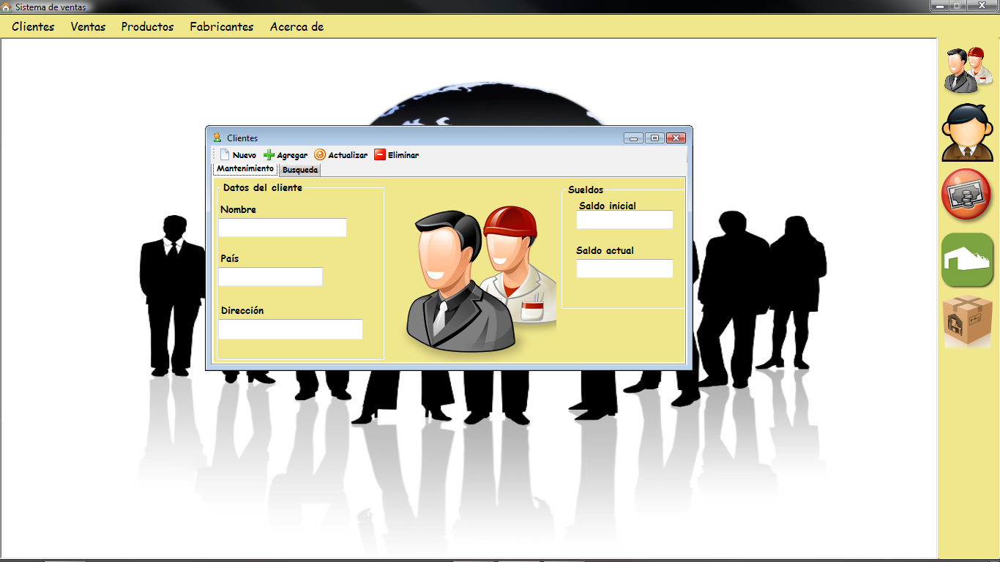 Sistema de ventas
Clientes Ventas Productos Fabricantes Acerca de
Clientes
Nuevo Agregar Actualizar Eliminar
Mantenimiento Busqueda
Datos del cliente
Nombre
País
Dirección
Sueldos
Saldo inicial
Saldo actual